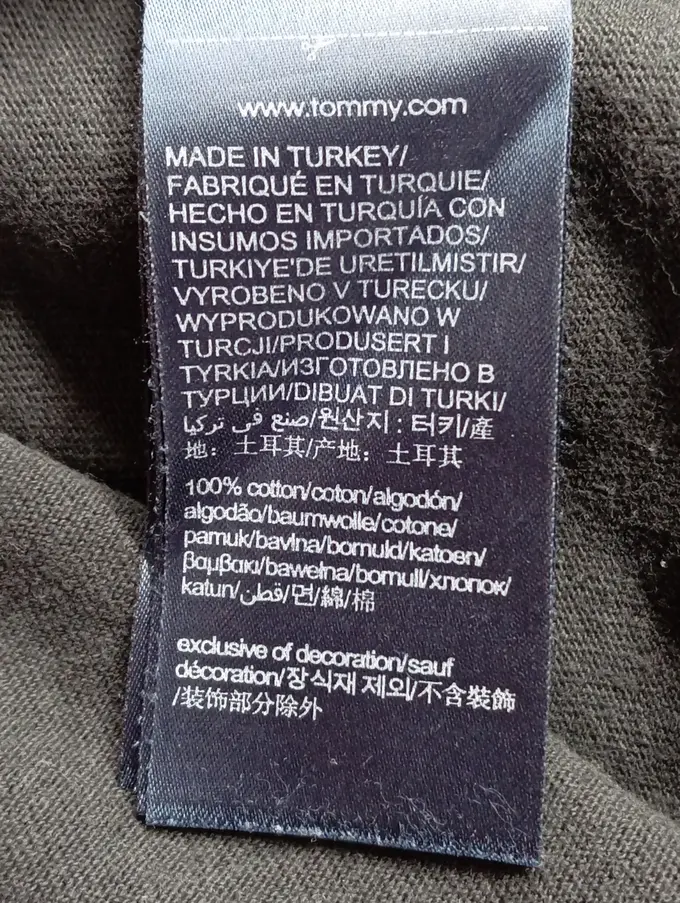 www.tommy.com
MADE IN TURKEY/
FABRIQUÉ EN TURQUIE/
HECHO EN TURQUÍA CON
INSUMOS IMPORTADOS/
TURKIYE'DE URETILMISTIR/
VYROBENO V TURECKU/
WYPRODUKOWANO W
TURCJI/PRODUSERT I
TYRKIA/ИЗГОТОВЛЕНО В
ТУРЦИИ/DIBUAT DI TURKI/
صنع في تركيا/원산지 : 터키/產
地：土耳其/产地：土耳其
100% cotton/coton/algodón/
algodão/baumwolle/cotone/
pamuk/bavlna/bomuld/katoen/
βαμβακι/bawełna/bomull/хлопок/
katun/قطن/면/綿/棉
exclusive of decoration/sauf
décoration/장식재 제외/不含裝飾
/装饰部分除外